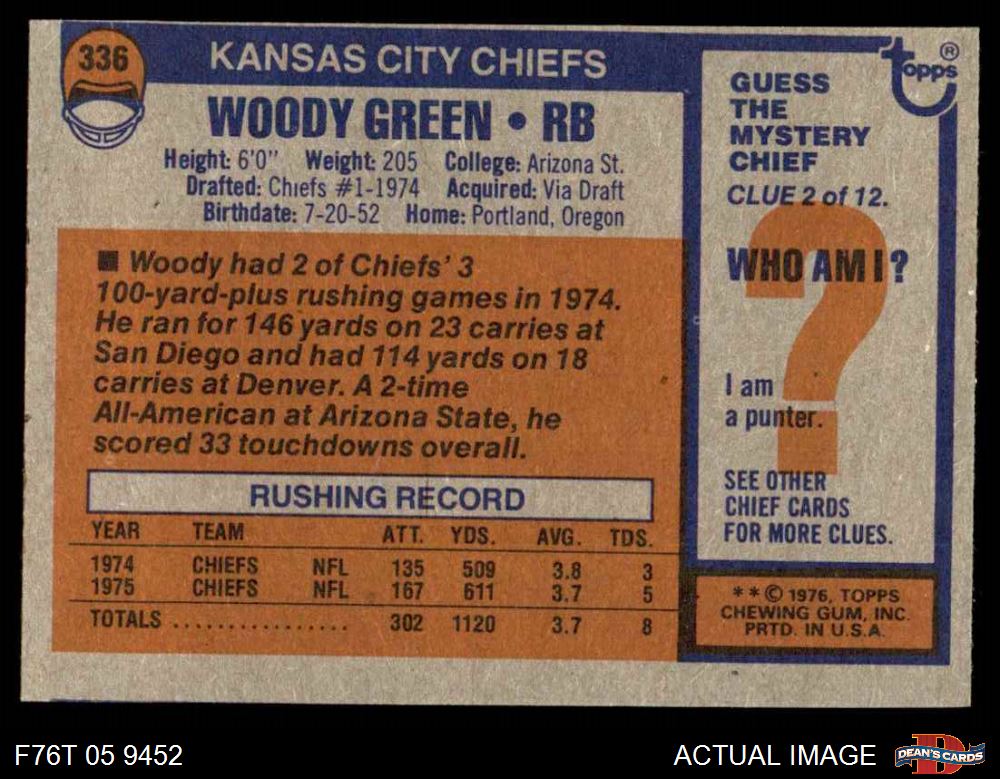 336
KANSAS CITY CHIEFS
WOODY GREEN • RB
Height: 6'0" Weight: 205 College: Arizona St.
Drafted: Chiefs #1-1974 Acquired: Via Draft
Birthdate: 7-20-52 Home: Portland, Oregon
■ Woody had 2 of Chiefs' 3
100-yard-plus rushing games in 1974.
He ran for 146 yards on 23 carries at
San Diego and had 114 yards on 18
carries at Denver. A 2-time
All-American at Arizona State, he
scored 33 touchdowns overall.
RUSHING RECORD
YEAR TEAM ATT. YDS. AVG. TDS.
1974 CHIEFS NFL 135 509 3.8 3
1975 CHIEFS NFL 167 611 3.7 5
TOTALS ................ 302 1120 3.7 8
topps ®
GUESS
THE
MYSTERY
CHIEF
CLUE 2 of 12.
?
WHO AM I?
I am
a punter.
SEE OTHER
CHIEF CARDS
FOR MORE CLUES.
* * © 1976, TOPPS
CHEWING GUM, INC.
PRTD. IN U.S.A.
F76T 05 9452
ACTUAL IMAGE
D
DEAN'S CARDS